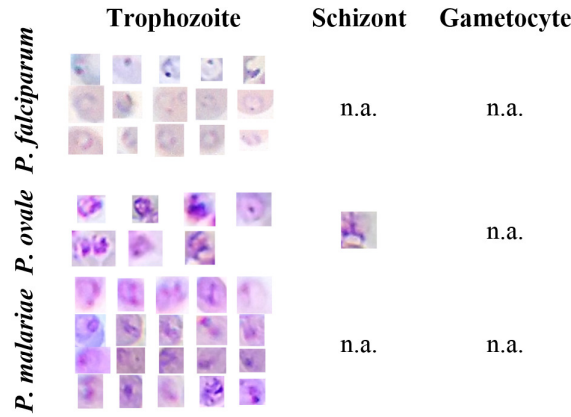 Trophozoite Schizont Gametocyte
P. falciparum n.a. n.a.
P. ovale n.a.
P. malariae n.a. n.a.